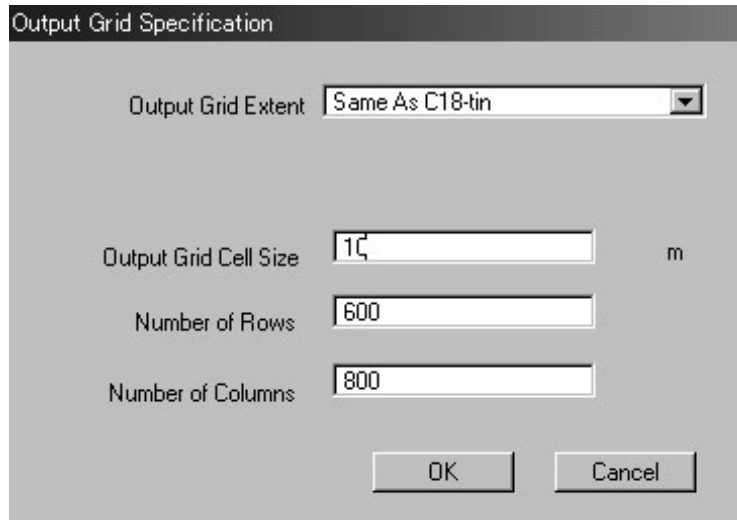 Output Grid Specification
Output Grid Extent Same As C18-tin
Output Grid Cell Size 10 m
Number of Rows 600
Number of Columns 800
OK Cancel